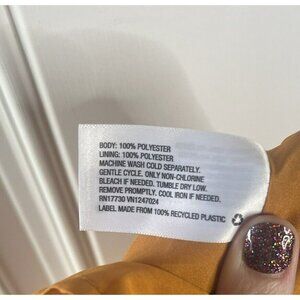 BODY: 100% POLYESTER
LINING: 100% POLYESTER
MACHINE WASH COLD SEPARATELY.
GENTLE CYCLE. ONLY NON-CHLORINE
BLEACH IF NEEDED. TUMBLE DRY LOW.
REMOVE PROMPTLY. COOL IRON IF NEEDED.
RN17730 VN1247024
LABEL MADE FROM 100% RECYCLED PLASTIC